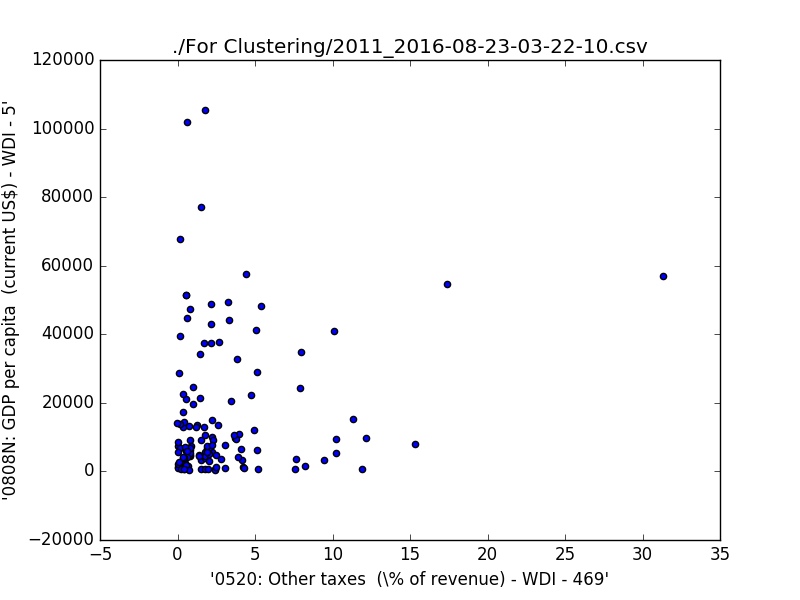 ./For Clustering/2011_2016-08-23-03-22-10.csv
120000
100000
80000
60000
40000
20000
0
−20000
'0808N: GDP per capita  (current US$) - WDI - 5'
−5 0 5 10 15 20 25 30 35
'0520: Other taxes  (\% of revenue) - WDI - 469'